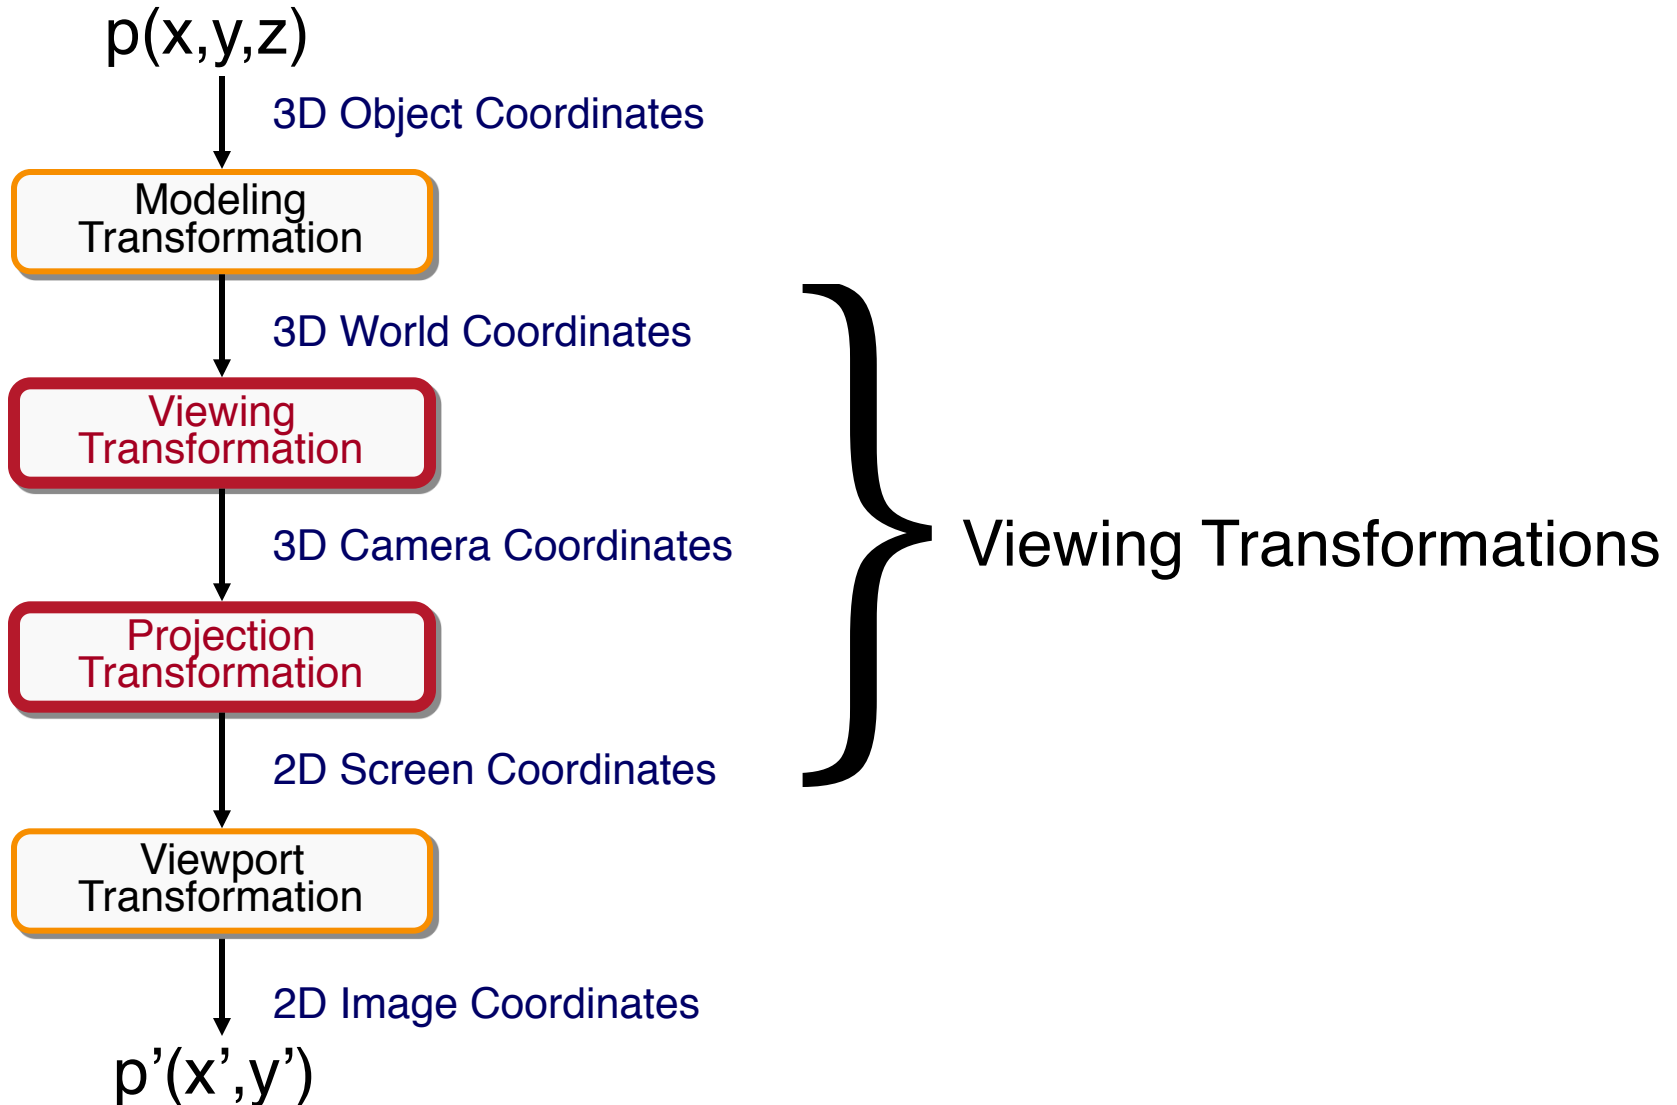 p(x,y,z)
3D Object Coordinates
Modeling
Transformation
3D World Coordinates
Viewing
Transformation
3D Camera Coordinates
Viewing Transformations
Projection
Transformation
2D Screen Coordinates
Viewport
Transformation
2D Image Coordinates
p’(x’,y’)